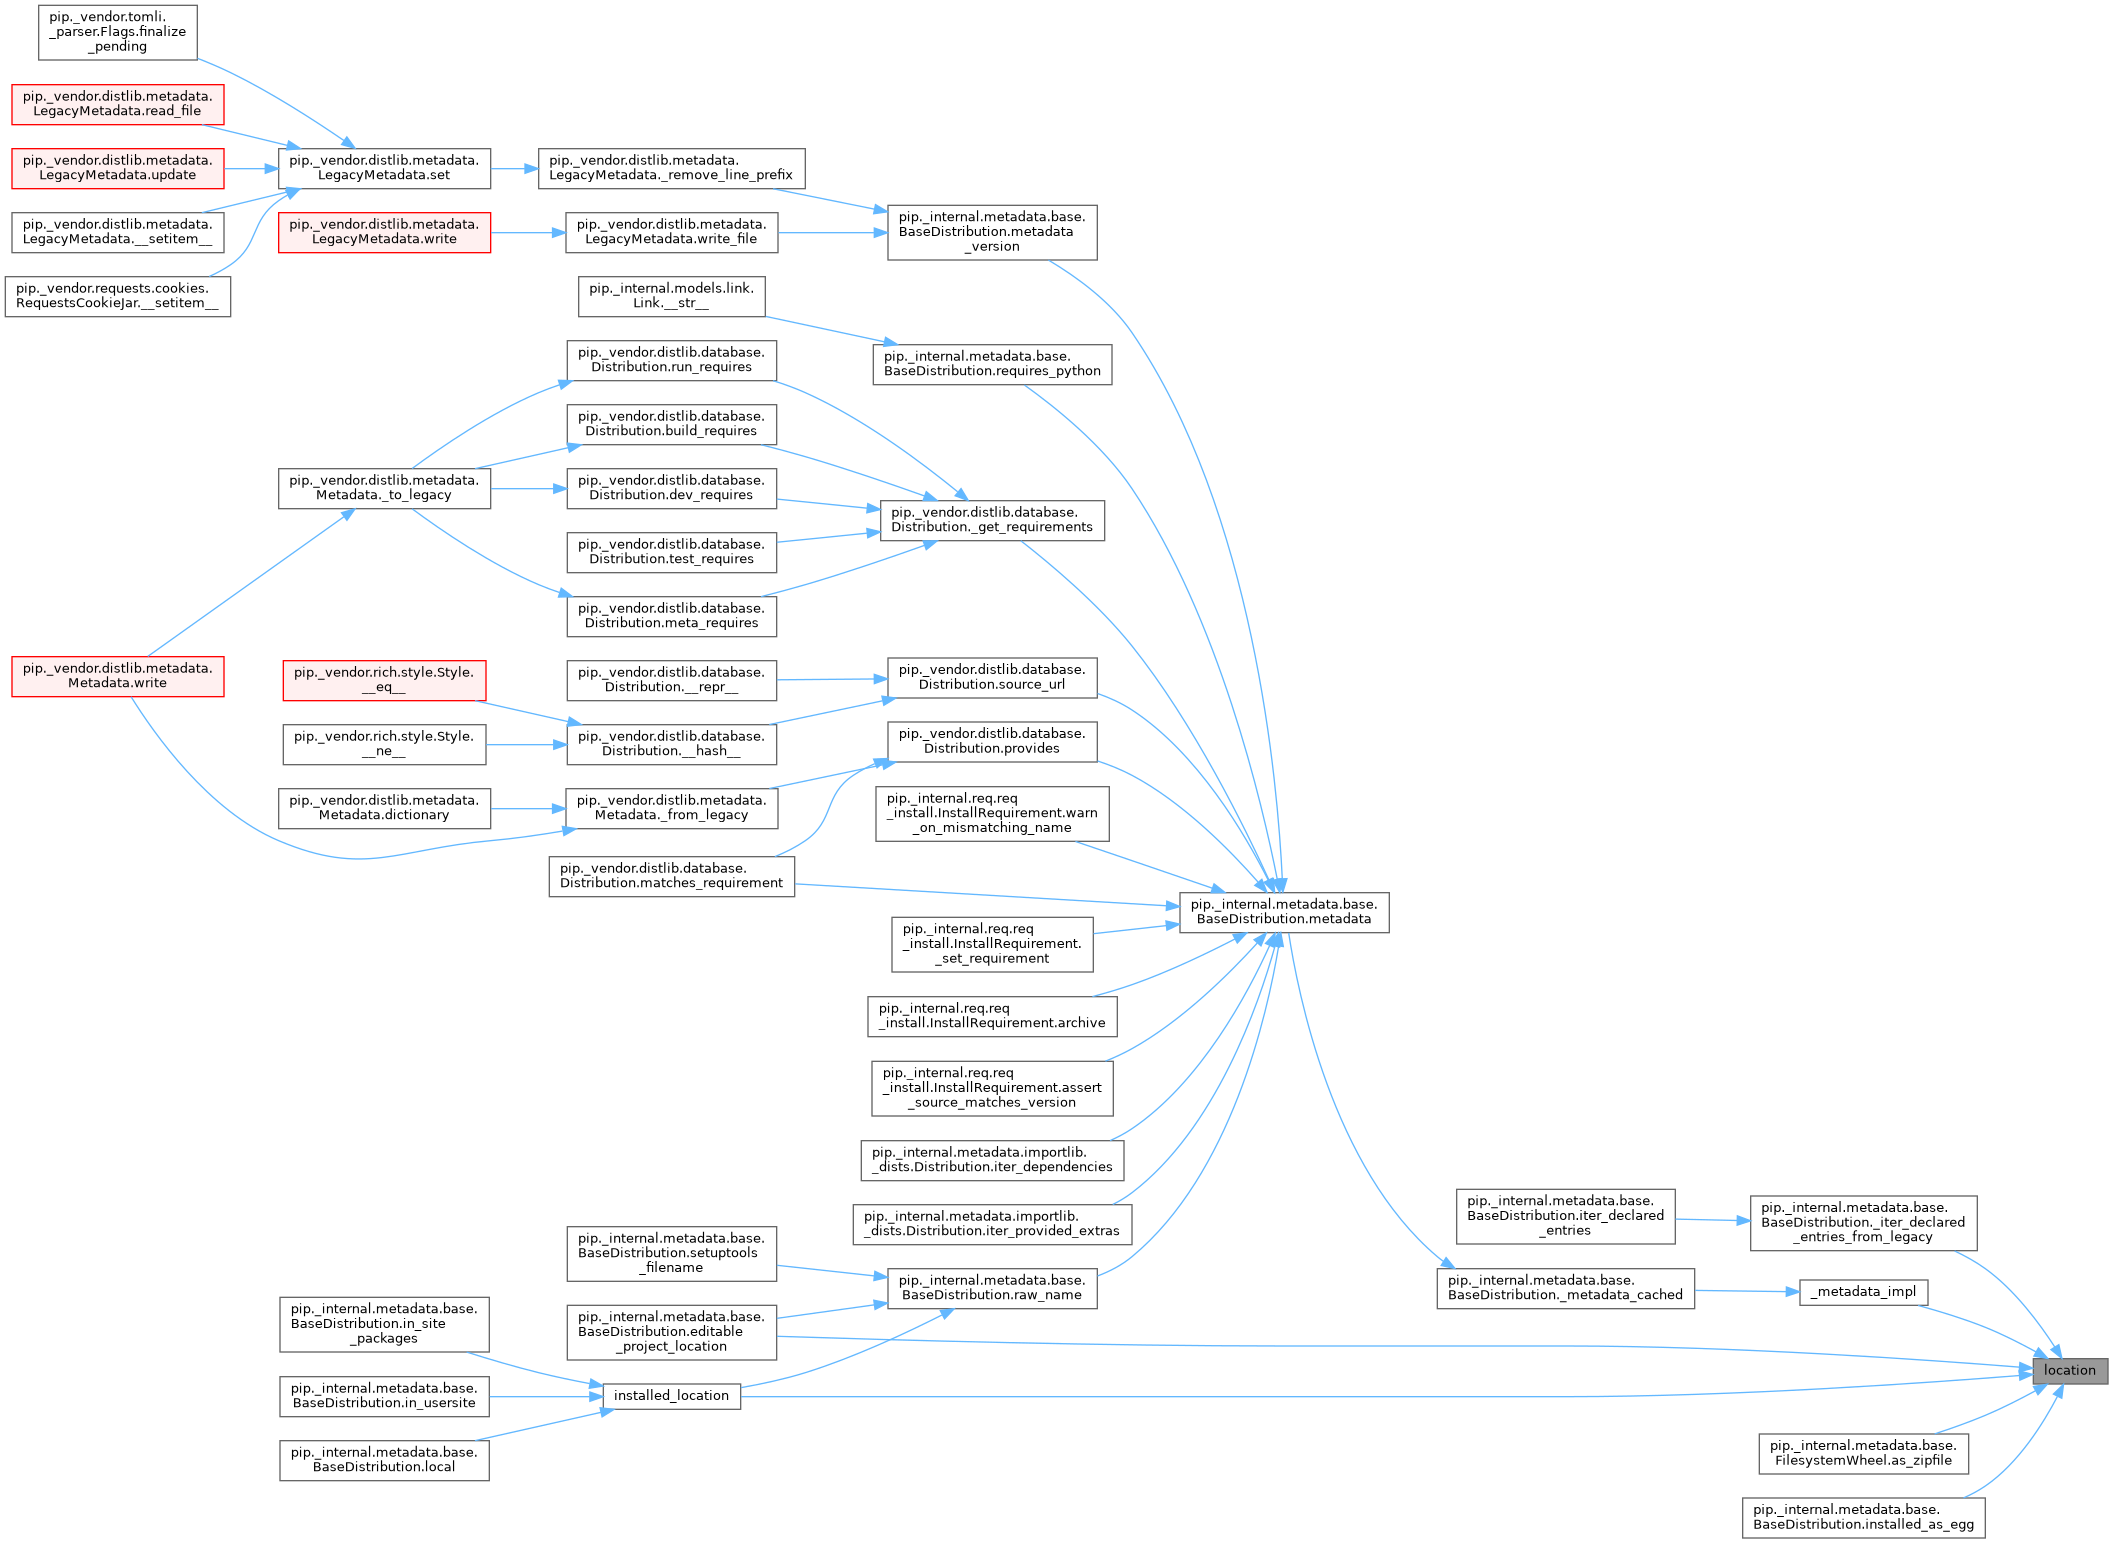 pip._vendor.tomli.
_parser.Flags.finalize
_pending
pip._vendor.distlib.metadata.
LegacyMetadata.read_file
pip._vendor.distlib.metadata.
LegacyMetadata.update
pip._vendor.distlib.metadata.
LegacyMetadata.__setitem__
pip._vendor.requests.cookies.
RequestsCookieJar.__setitem__
pip._vendor.distlib.metadata.
LegacyMetadata.set
pip._vendor.distlib.metadata.
LegacyMetadata.write
pip._vendor.distlib.metadata.
LegacyMetadata._remove_line_prefix
pip._vendor.distlib.metadata.
LegacyMetadata.write_file
pip._internal.metadata.base.
BaseDistribution.metadata
_version
pip._internal.models.link.
Link.__str__
pip._internal.metadata.base.
BaseDistribution.requires_python
pip._vendor.distlib.database.
Distribution.run_requires
pip._vendor.distlib.database.
Distribution.build_requires
pip._vendor.distlib.database.
Distribution.dev_requires
pip._vendor.distlib.database.
Distribution.test_requires
pip._vendor.distlib.database.
Distribution.meta_requires
pip._vendor.distlib.metadata.
Metadata._to_legacy
pip._vendor.distlib.database.
Distribution._get_requirements
pip._vendor.distlib.metadata.
Metadata.write
pip._vendor.rich.style.Style.
__eq__
pip._vendor.rich.style.Style.
__ne__
pip._vendor.distlib.metadata.
Metadata.dictionary
pip._vendor.distlib.database.
Distribution.__repr__
pip._vendor.distlib.database.
Distribution.__hash__
pip._vendor.distlib.metadata.
Metadata._from_legacy
pip._vendor.distlib.database.
Distribution.matches_requirement
pip._vendor.distlib.database.
Distribution.source_url
pip._vendor.distlib.database.
Distribution.provides
pip._internal.req.req
_install.InstallRequirement.warn
_on_mismatching_name
pip._internal.metadata.base.
BaseDistribution.metadata
pip._internal.req.req
_install.InstallRequirement.
_set_requirement
pip._internal.req.req
_install.InstallRequirement.archive
pip._internal.req.req
_install.InstallRequirement.assert
_source_matches_version
pip._internal.metadata.importlib.
_dists.Distribution.iter_dependencies
pip._internal.metadata.importlib.
_dists.Distribution.iter_provided_extras
pip._internal.metadata.base.
BaseDistribution.raw_name
pip._internal.metadata.base.
BaseDistribution.setuptools
_filename
pip._internal.metadata.base.
BaseDistribution.editable
_project_location
installed_location
pip._internal.metadata.base.
BaseDistribution.in_site
_packages
pip._internal.metadata.base.
BaseDistribution.in_usersite
pip._internal.metadata.base.
BaseDistribution.local
pip._internal.metadata.base.
BaseDistribution.iter_declared
_entries
pip._internal.metadata.base.
BaseDistribution._iter_declared
_entries_from_legacy
pip._internal.metadata.base.
BaseDistribution._metadata_cached
_metadata_impl
location
pip._internal.metadata.base.
FilesystemWheel.as_zipfile
pip._internal.metadata.base.
BaseDistribution.installed_as_egg